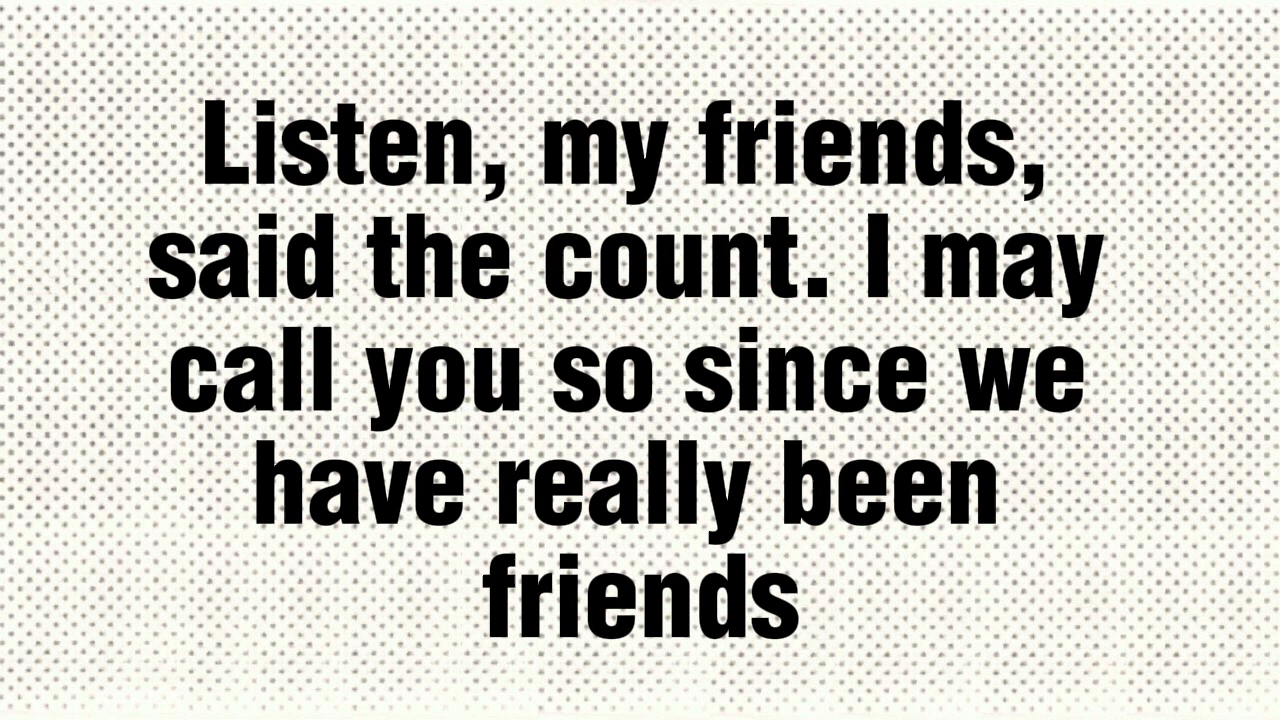 Listen, my friends,
said the count. I may
call you so since we
have really been
friends